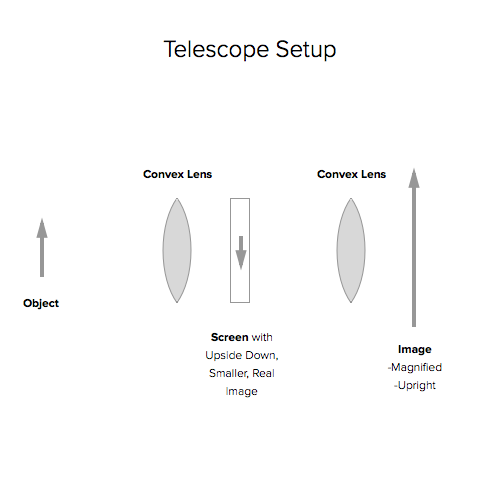 Telescope Setup
Convex Lens
Convex Lens
Object
Screen with
Upside Down,
Smaller, Real
Image
Image
-Magnified
-Upright